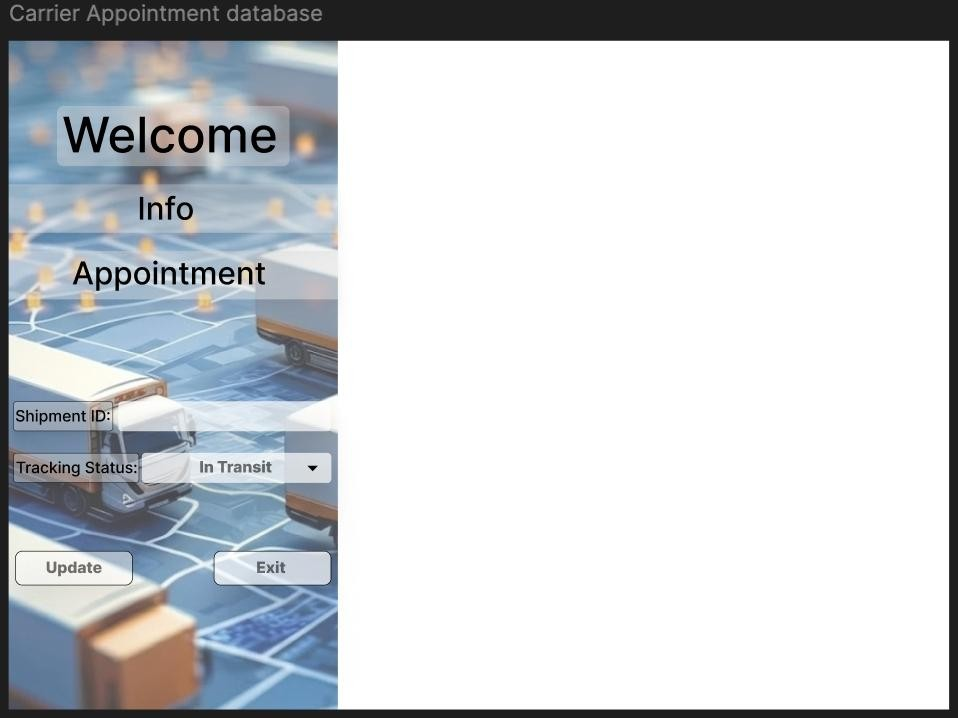 Carrier Appointment database
Welcome
Info
Appointment
Shipment ID:
Tracking Status: In Transit
Update Exit